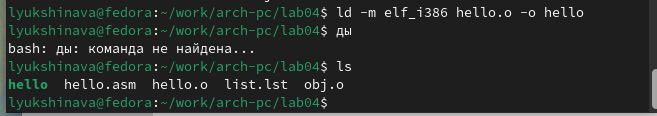 lyukshinava@fedora:~/work/arch-pc/lab04$ ld -m elf_i386 hello.o -o hello
lyukshinava@fedora:~/work/arch-pc/lab04$ ды
bash: ды: команда не найдена...
lyukshinava@fedora:~/work/arch-pc/lab04$ ls
hello  hello.asm  hello.o  list.lst  obj.o
lyukshinava@fedora:~/work/arch-pc/lab04$